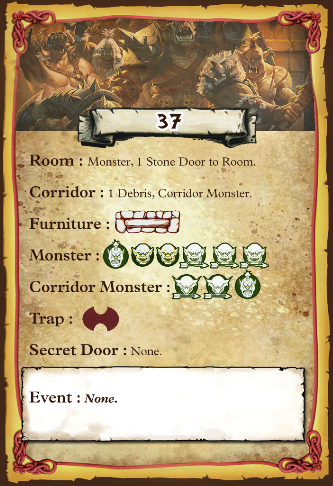 37
Room : Monster, 1 Stone Door to Room.
Corridor : 1 Debris, Corridor Monster.
Furniture :
Monster :
Corridor Monster :
Trap :
Secret Door : None.
Event : None.